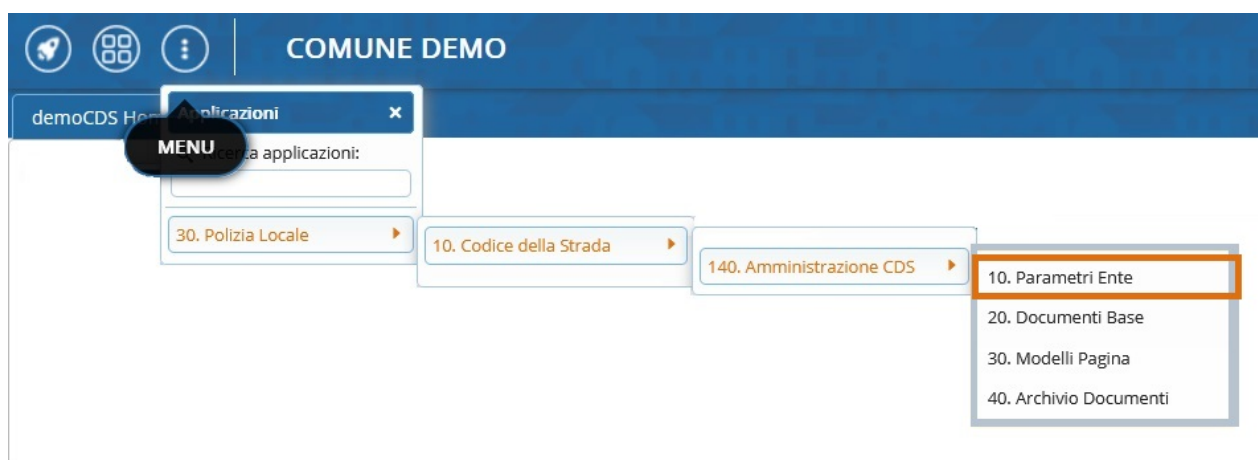 COMUNE DEMO
demoCDS Hom
Applicazioni
MENU
Ricerca applicazioni:
30. Polizia Locale
10. Codice della Strada
140. Amministrazione CDS
10. Parametri Ente
20. Documenti Base
30. Modelli Pagina
40. Archivio Documenti